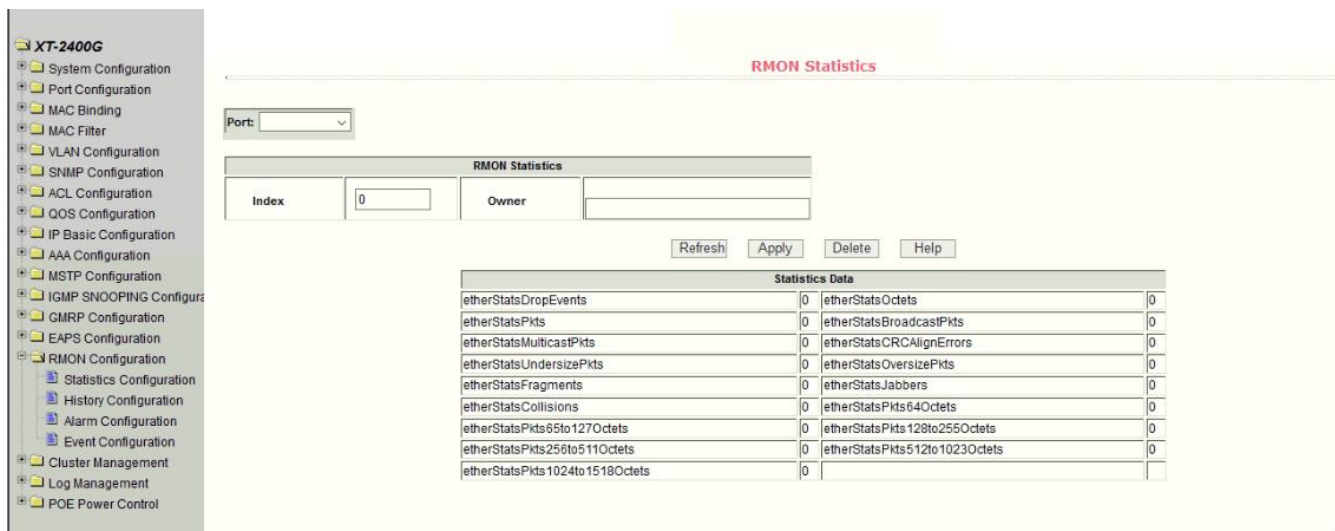 XT-2400G
System Configuration
Port Configuration
MAC Binding
MAC Filter
VLAN Configuration
SNMP Configuration
ACL Configuration
QOS Configuration
IP Basic Configuration
AAA Configuration
MSTP Configuration
IGMP SNOOPING Configura
GMRP Configuration
EAPS Configuration
RMON Configuration
Statistics Configuration
History Configuration
Alarm Configuration
Event Configuration
Cluster Management
Log Management
POE Power Control
RMON Statistics
Port:
RMON Statistics
Index 0 Owner
Refresh Apply Delete Help
Statistics Data
etherStatsDropEvents 0 etherStatsOctets 0
etherStatsPkts 0 etherStatsBroadcastPkts 0
etherStatsMulticastPkts 0 etherStatsCRCAlignErrors 0
etherStatsUndersizePkts 0 etherStatsOversizePkts 0
etherStatsFragments 0 etherStatsJabbers 0
etherStatsCollisions 0 etherStatsPkts64Octets 0
etherStatsPkts65to127Octets 0 etherStatsPkts128to255Octets 0
etherStatsPkts256to511Octets 0 etherStatsPkts512to1023Octets 0
etherStatsPkts1024to1518Octets 0